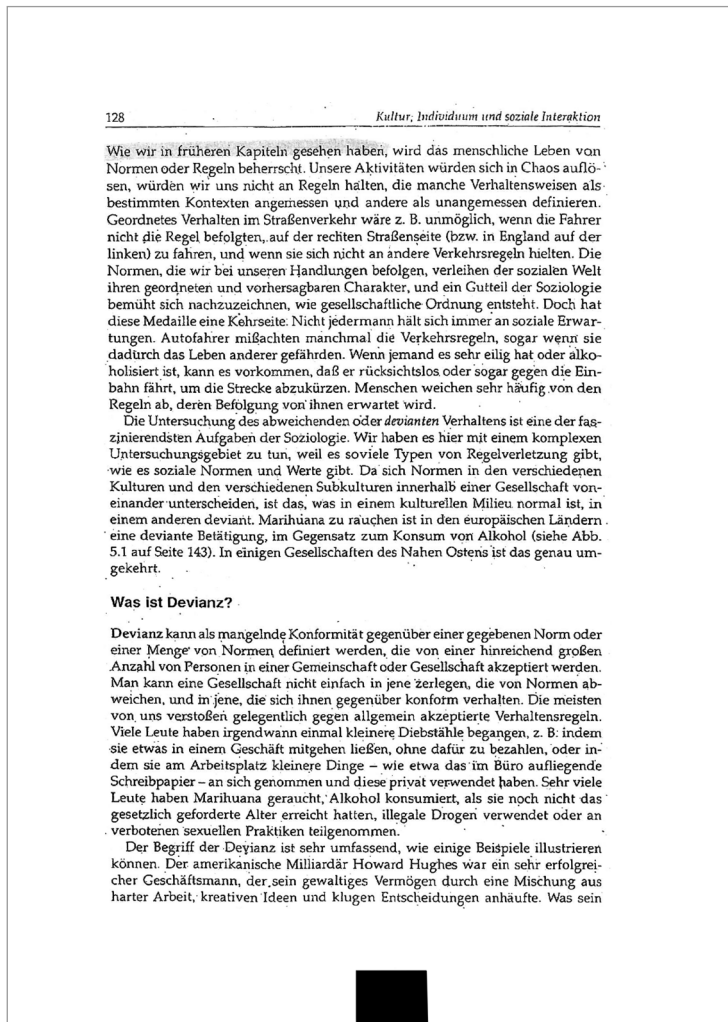 128 Kultur, Individuum und soziale Interaktion
Wie wir in früheren Kapiteln gesehen haben, wird das menschliche Leben von
Normen oder Regeln beherrscht. Unsere Aktivitäten würden sich in Chaos auflö-
sen, würden wir uns nicht an Regeln halten, die manche Verhaltensweisen als
bestimmten Kontexten angemessen und andere als unangemessen definieren.
Geordnetes Verhalten im Straßenverkehr wäre z. B. unmöglich, wenn die Fahrer
nicht die Regel befolgten, auf der rechten Straßenseite (bzw. in England auf der
linken) zu fahren, und wenn sie sich nicht an andere Verkehrsregeln hielten. Die
Normen, die wir bei unseren Handlungen befolgen, verleihen der sozialen Welt
ihren geordneten und vorhersagbaren Charakter, und ein Gutteil der Soziologie
bemüht sich nachzuzeichnen, wie gesellschaftliche Ordnung entsteht. Doch hat
diese Medaille eine Kehrseite: Nicht jedermann hält sich immer an soziale Erwar-
tungen. Autofahrer mißachten manchmal die Verkehrsregeln, sogar wenn sie
dadurch das Leben anderer gefährden. Wenn jemand es sehr eilig hat oder alko-
holisiert ist, kann es vorkommen, daß er rücksichtslos oder sogar gegen die Ein-
bahn fährt, um die Strecke abzukürzen. Menschen weichen sehr häufig von den
Regeln ab, deren Befolgung von ihnen erwartet wird.
Die Untersuchung des abweichenden oder devianten Verhaltens ist eine der fas-
zinierendsten Aufgaben der Soziologie. Wir haben es hier mit einem komplexen
Untersuchungsgebiet zu tun, weil es soviele Typen von Regelverletzung gibt,
wie es soziale Normen und Werte gibt. Da sich Normen in den verschiedenen
Kulturen und den verschiedenen Subkulturen innerhalb einer Gesellschaft von-
einander unterscheiden, ist das, was in einem kulturellen Milieu normal ist, in
einem anderen deviant. Marihuana zu rauchen ist in den europäischen Ländern
eine deviante Betätigung, im Gegensatz zum Konsum von Alkohol (siehe Abb.
5.1 auf Seite 143). In einigen Gesellschaften des Nahen Ostens ist das genau um-
gekehrt.
Was ist Devianz?
Devianz kann als mangelnde Konformität gegenüber einer gegebenen Norm oder
einer Menge von Normen definiert werden, die von einer hinreichend großen
Anzahl von Personen in einer Gemeinschaft oder Gesellschaft akzeptiert werden.
Man kann eine Gesellschaft nicht einfach in jene zerlegen, die von Normen ab-
weichen, und in jene, die sich ihnen gegenüber konform verhalten. Die meisten
von uns verstoßen gelegentlich gegen allgemein akzeptierte Verhaltensregeln.
Viele Leute haben irgendwann einmal kleinere Diebstähle begangen, z. B. indem
sie etwas in einem Geschäft mitgehen ließen, ohne dafür zu bezahlen, oder in-
dem sie am Arbeitsplatz kleinere Dinge – wie etwa das im Büro aufliegende
Schreibpapier – an sich genommen und diese privat verwendet haben. Sehr viele
Leute haben Marihuana geraucht, Alkohol konsumiert, als sie noch nicht das
gesetzlich geforderte Alter erreicht hatten, illegale Drogen verwendet oder an
verbotenen sexuellen Praktiken teilgenommen.
Der Begriff der Devianz ist sehr umfassend, wie einige Beispiele illustrieren
können. Der amerikanische Milliardär Howard Hughes war ein sehr erfolgrei-
cher Geschäftsmann, der sein gewaltiges Vermögen durch eine Mischung aus
harter Arbeit, kreativen Ideen und klugen Entscheidungen anhäufte. Was sein